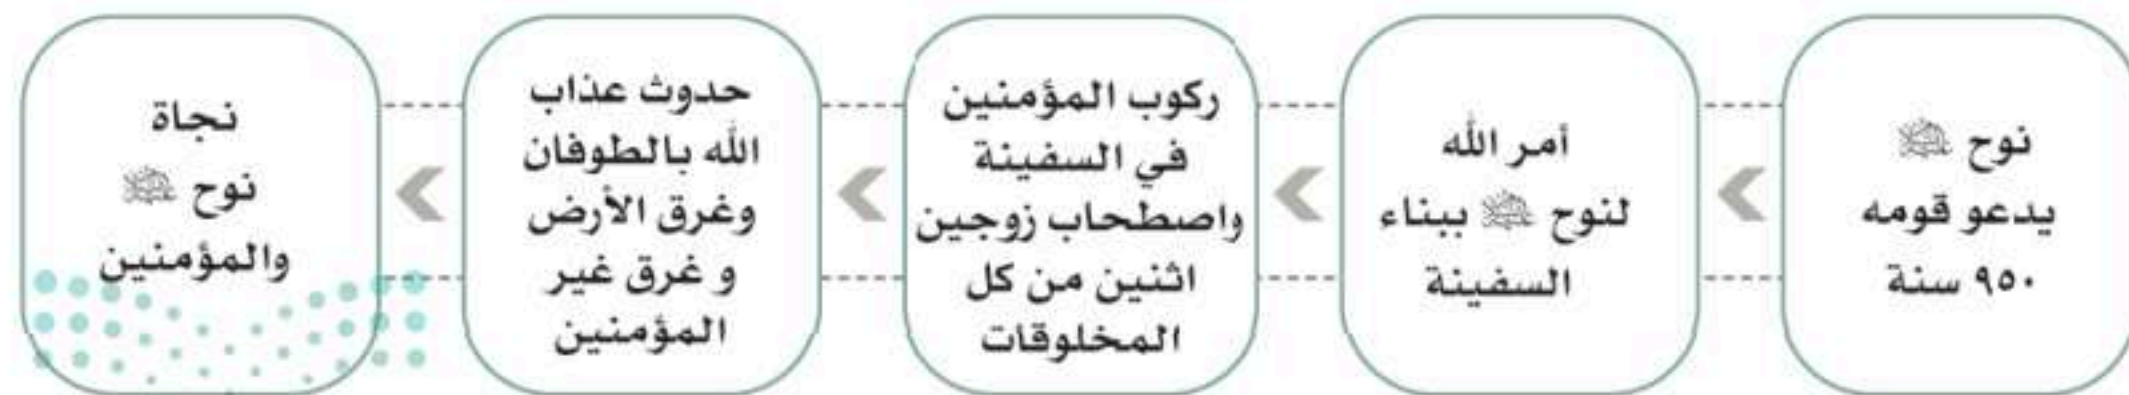 نوح ﷺ
يدعو قومه
٩٥٠ سنة
أمر الله
لنوح ﷺ ببناء
السفينة
ركوب المؤمنين
في السفينة
واصطحاب زوجين
اثنين من كل
المخلوقات
حدوث عذاب
الله بالطوفان
وغرق الأرض
و غرق غير
المؤمنين
نجاة
نوح ﷺ
والمؤمنين